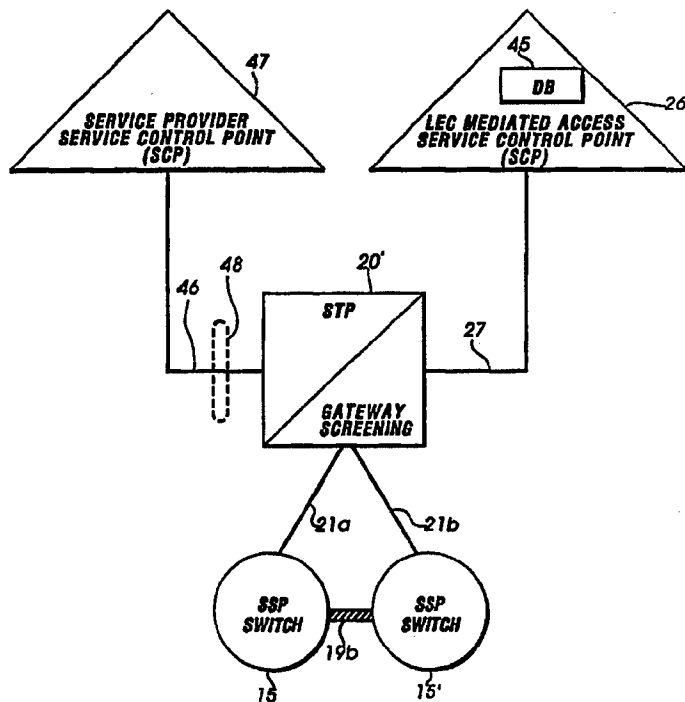 47
SERVICE PROVIDER
SERVICE CONTROL POINT
(SCP)
45
DB
26
LEC MEDIATED ACCESS
SERVICE CONTROL POINT
(SCP)
46
48
20'
STP
GATEWAY
SCREENING
27
21a
21b
SSP
SWITCH
SSP
SWITCH
19b
15
15'